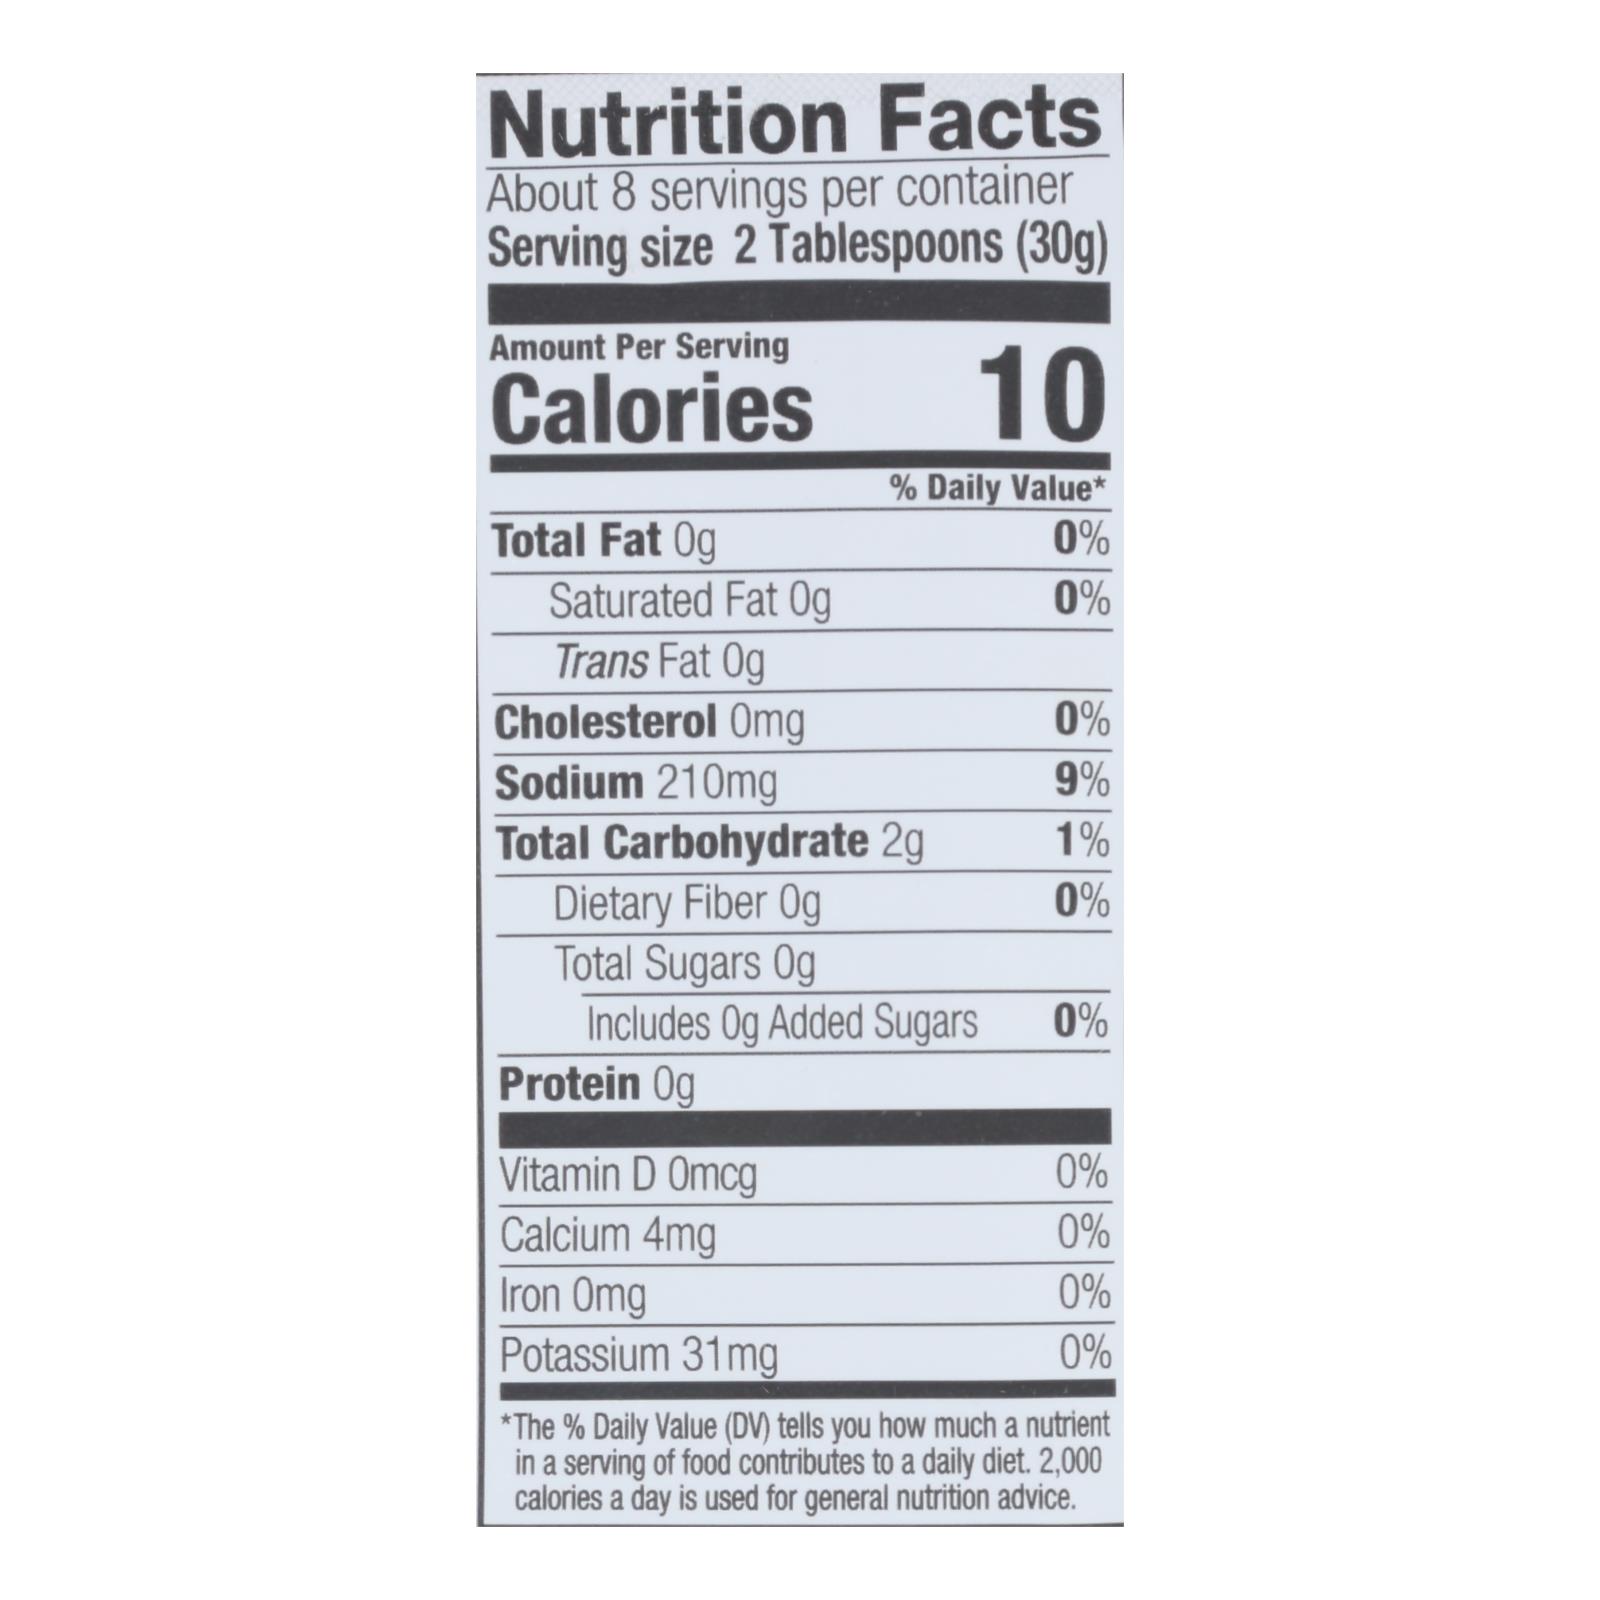 Nutrition Facts
About 8 servings per container
Serving size 2 Tablespoons (30g)
Amount Per Serving
Calories 10
% Daily Value*
Total Fat 0g 0%
Saturated Fat 0g 0%
Trans Fat 0g
Cholesterol 0mg 0%
Sodium 210mg 9%
Total Carbohydrate 2g 1%
Dietary Fiber 0g 0%
Total Sugars 0g
Includes 0g Added Sugars 0%
Protein 0g
Vitamin D 0mcg 0%
Calcium 4mg 0%
Iron 0mg 0%
Potassium 31mg 0%
*The % Daily Value (DV) tells you how much a nutrient
in a serving of food contributes to a daily diet. 2,000
calories a day is used for general nutrition advice.